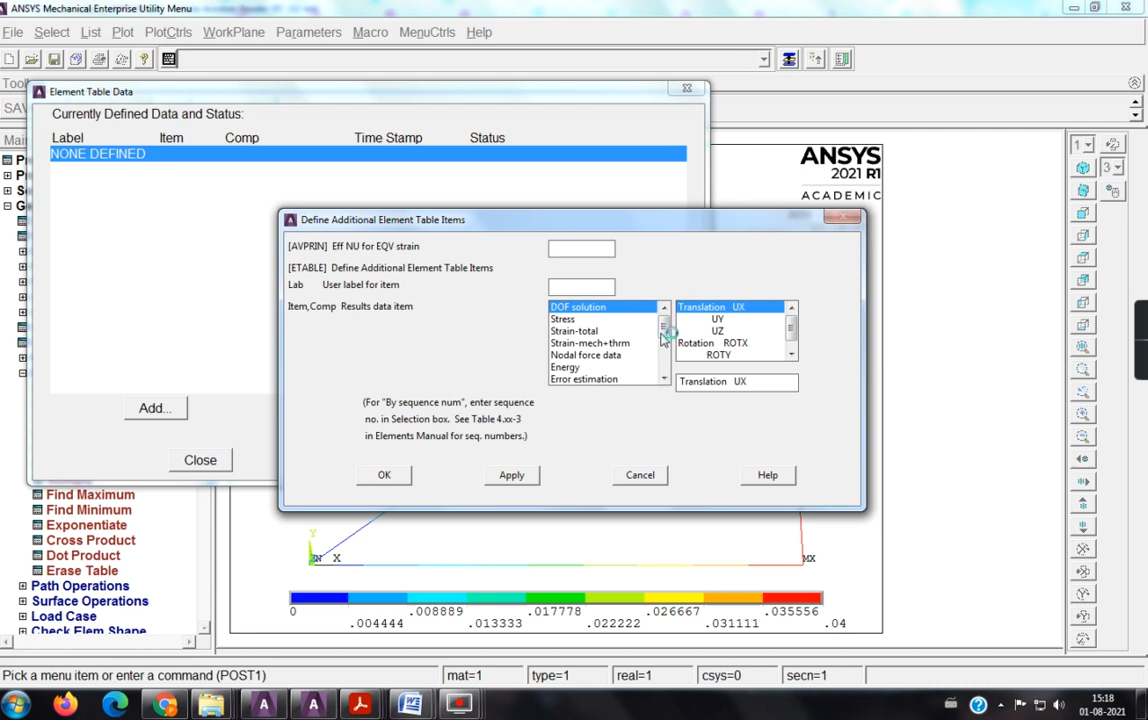 ANSYS Mechanical Enterprise Utility Menu
File Select List Plot PlotCtrls WorkPlane Parameters Macro MenuCtrls Help
Element Table Data
Currently Defined Data and Status:
Label Item Comp Time Stamp Status
NONE DEFINED
ANSYS
2021 R1
ACADEMIC
1
3
Define Additional Element Table Items
[AVPRIN] Eff NU for EQV strain
[ETABLE] Define Additional Element Table Items
Lab User label for item
Item,Comp Results data item
DOF solution
Stress
Strain-total
Strain-mech+thrm
Nodal force data
Energy
Error estimation
Translation UX
UY
UZ
Rotation ROTX
ROTY
Translation UX
(For "By sequence num", enter sequence
no. in Selection box. See Table 4.xx-3
in Elements Manual for seq. numbers.)
OK Apply Cancel Help
Add...
Close
Find Maximum
Find Minimum
Exponentiate
Cross Product
Dot Product
Erase Table
Path Operations
Surface Operations
Load Case
Check Elem Shape
Y
X
MX
0 .008889 .017778 .026667 .035556
.004444 .013333 .022222 .031111 .04
Pick a menu item or enter a command (POST1) mat=1 type=1 real=1 csys=0 secn=1
15:18
01-08-2021